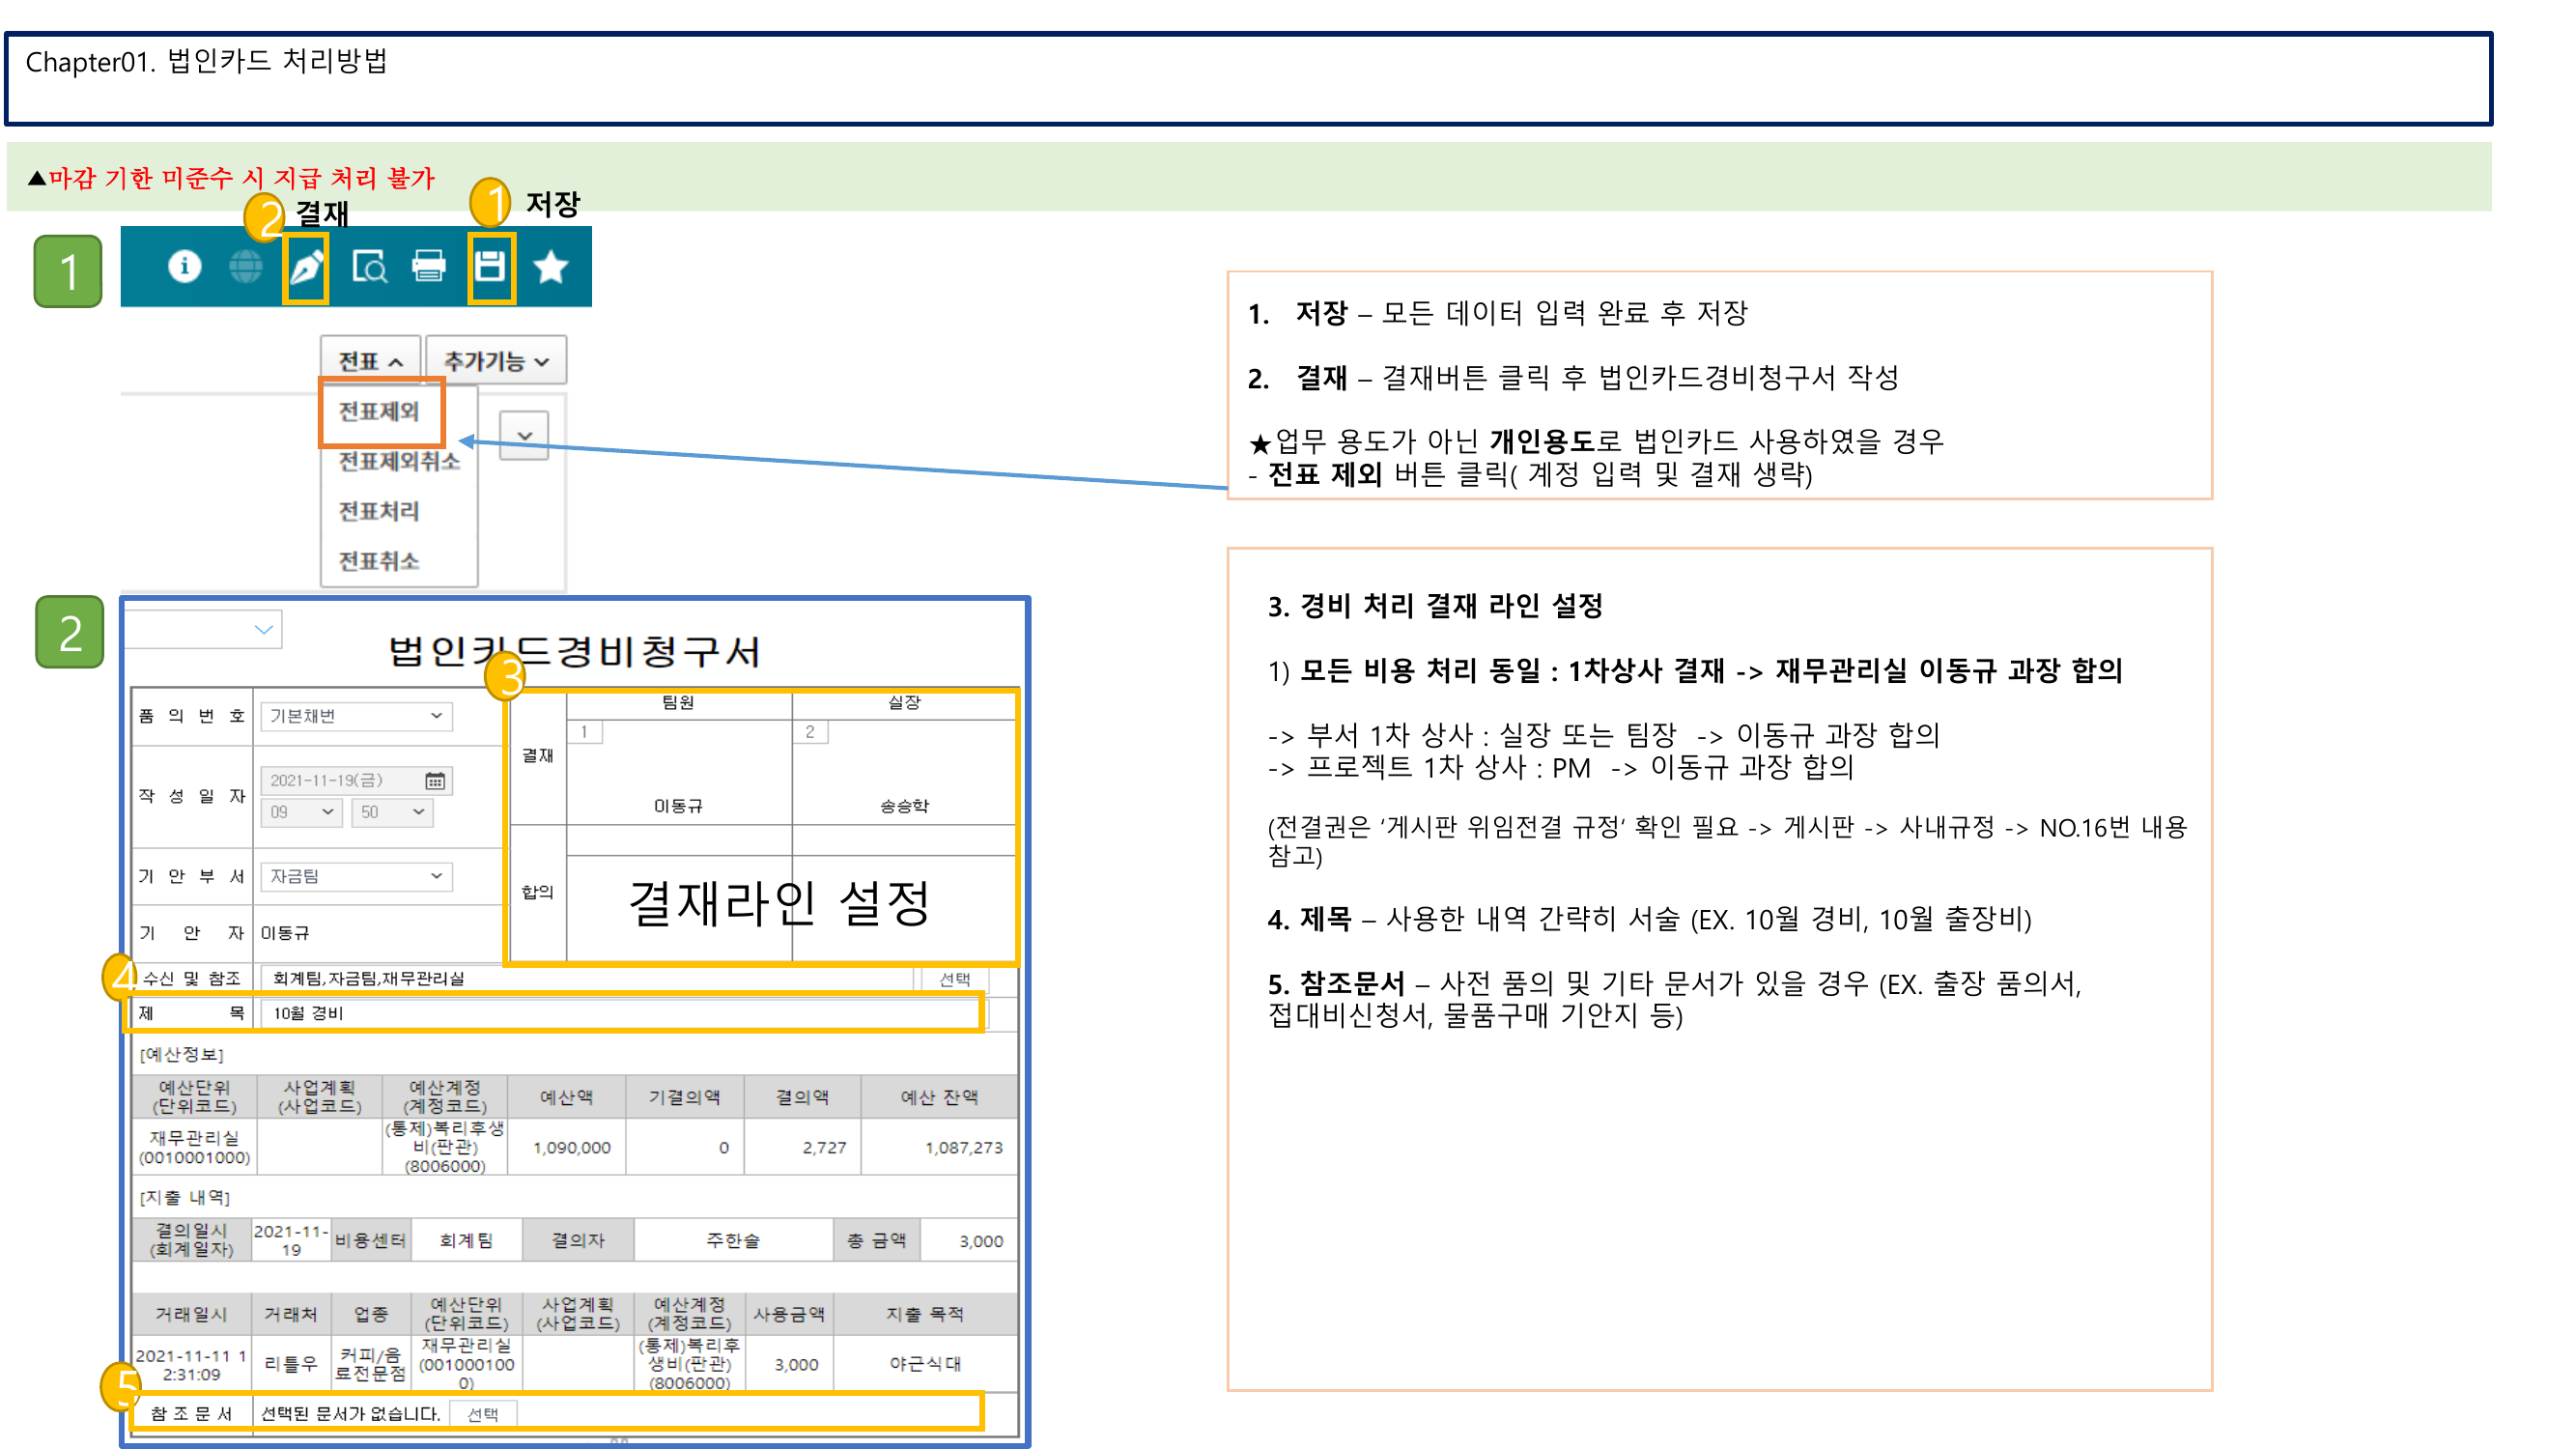 Chapter01. 법인카드 처리방법
▲마감 기한 미준수 시 지급 처리 불가
2 결재
1 저장
1
전표 추가기능
전표제외
전표제외취소
전표처리
전표취소
1. 저장 – 모든 데이터 입력 완료 후 저장
2. 결재 – 결재버튼 클릭 후 법인카드경비청구서 작성
★업무 용도가 아닌 개인용도로 법인카드 사용하였을 경우
- 전표 제외 버튼 클릭( 계정 입력 및 결재 생략)
2
법인카드경비청구서
3
품 의 번 호 기본채번
작 성 일 자 2021-11-19(금)
09 50
기 안 부 서 자금팀
기 안 자 이동규
결재 팀원 실장
1 2
이동규 송승학
합의
결재라인 설정
4
수신 및 참조 회계팀,자금팀,재무관리실 선택
제 목 10월 경비
[예산정보]
예산단위 (단위코드) 사업계획 (사업코드) 예산계정 (계정코드) 예산액 기결의액 결의액 예산 잔액
재무관리실 (0010001000) (통제)복리후생비(판관) (8006000) 1,090,000 0 2,727 1,087,273
[지출 내역]
결의일시 (회계일자) 2021-11-19 비용센터 회계팀 결의자 주한솔 총 금액 3,000
거래일시 거래처 업종 예산단위 (단위코드) 사업계획 (사업코드) 예산계정 (계정코드) 사용금액 지출 목적
2021-11-11 12:31:09 리틀우 커피/음료전문점 재무관리실 (0010001000) (통제)복리후생비(판관) (8006000) 3,000 야근식대
5
참 조 문 서 선택된 문서가 없습니다. 선택
3. 경비 처리 결재 라인 설정
1) 모든 비용 처리 동일 : 1차상사 결재 -> 재무관리실 이동규 과장 합의
-> 부서 1차 상사 : 실장 또는 팀장 -> 이동규 과장 합의
-> 프로젝트 1차 상사 : PM -> 이동규 과장 합의
(전결권은 ‘게시판 위임전결 규정’ 확인 필요 -> 게시판 -> 사내규정 -> NO.16번 내용
참고)
4. 제목 – 사용한 내역 간략히 서술 (EX. 10월 경비, 10월 출장비)
5. 참조문서 – 사전 품의 및 기타 문서가 있을 경우 (EX. 출장 품의서,
접대비신청서, 물품구매 기안지 등)